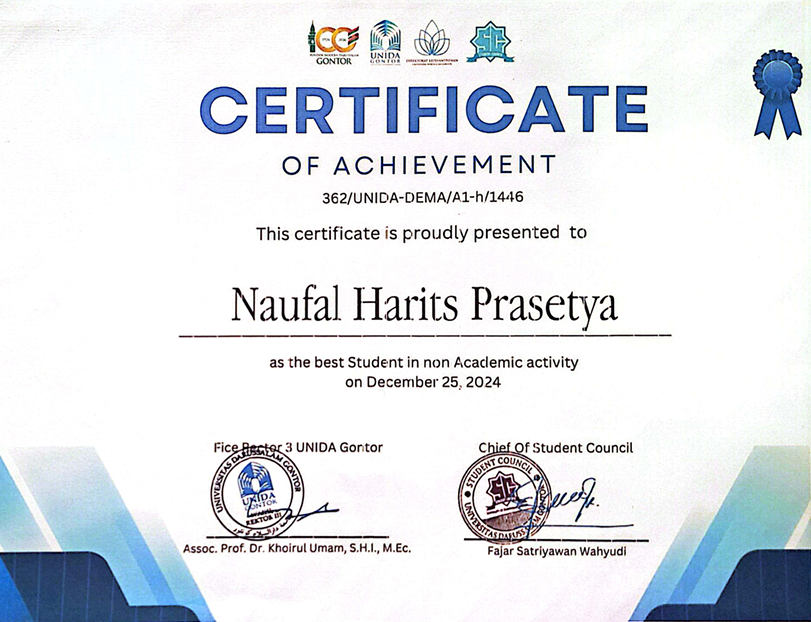 GONTOR
UNIDA
GONTOR
CERTIFICATE
OF ACHIEVEMENT
362/UNIDA-DEMA/A1-h/1446
This certificate is proudly presented to
Naufal Harits Prasetya
as the best Student in non Academic activity
on December 25, 2024
Fice Rector 3 UNIDA Gontor
Chief Of Student Council
UNIVERSITAS DARUSSALAM GONTOR
UNIDA
GONTOR
REKTOR III
STUDENT COUNCIL
Assoc. Prof. Dr. Khoirul Umam, S.H.I., M.Ec.
Fajar Satriyawan Wahyudi